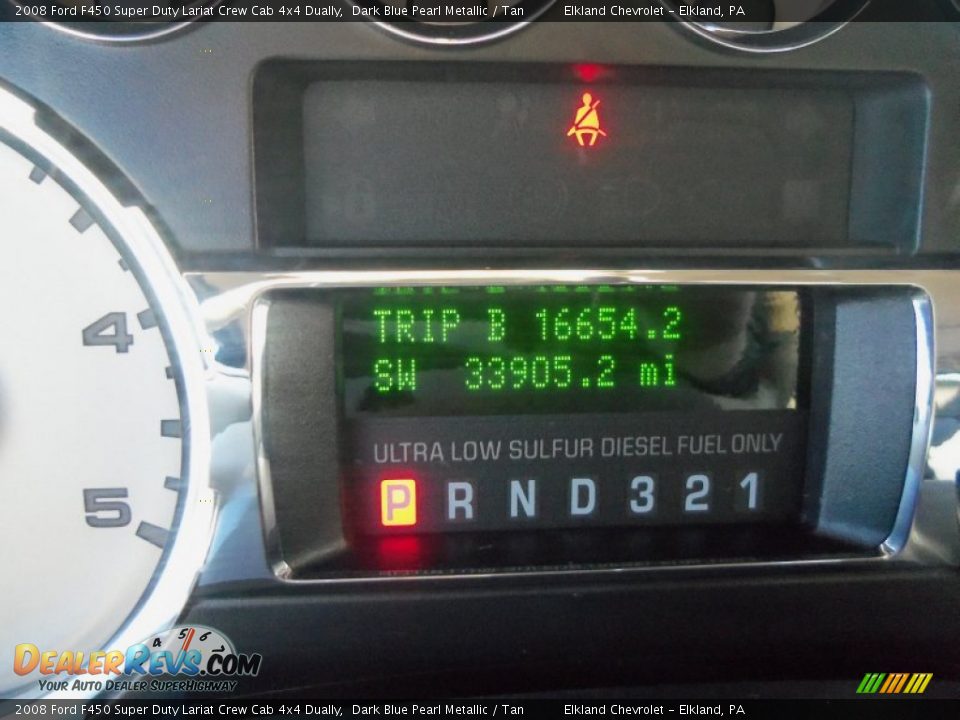 2008 Ford F450 Super Duty Lariat Crew Cab 4x4 Dually, Dark Blue Pearl Metallic / Tan Elkland Chevrolet - Elkland, PA
4
TRIP B 16654.2
SW 33905.2 mi
ULTRA LOW SULFUR DIESEL FUEL ONLY
P R N D 3 2 1
5
4 5 6
DEALERREVS.COM
YOUR AUTO DEALER SUPERHIGHWAY
2008 Ford F450 Super Duty Lariat Crew Cab 4x4 Dually, Dark Blue Pearl Metallic / Tan Elkland Chevrolet - Elkland, PA